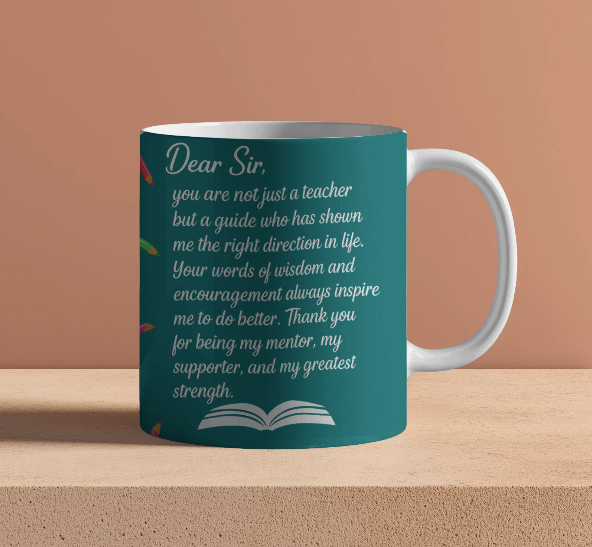 Dear Sir,
you are not just a teacher
but a guide who has shown
me the right direction in life.
Your words of wisdom and
encouragement always inspire
me to do better. Thank you
for being my mentor, my
supporter, and my greatest
strength.